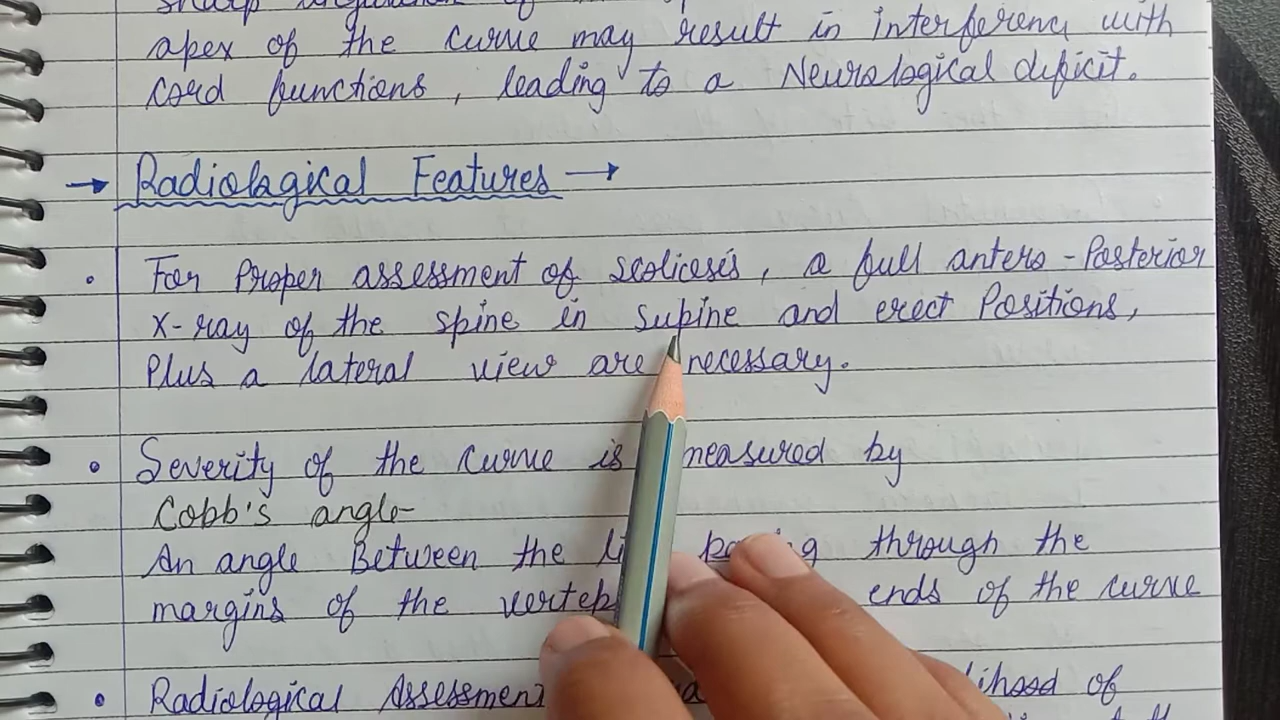 apex of the curve may result in interferency with
cord functions, leading to a Neurological deficit.
→ Radiological Features →
• For Proper assessment of scoliosis, a full antero-Posterior
X-ray of the spine in supine and erect Positions,
Plus a lateral view are necessary.
• Severity of the curve is measured by
Cobb's angle-
An angle Between the through the
margins of the ends of the curve
• Radiological Assessment of